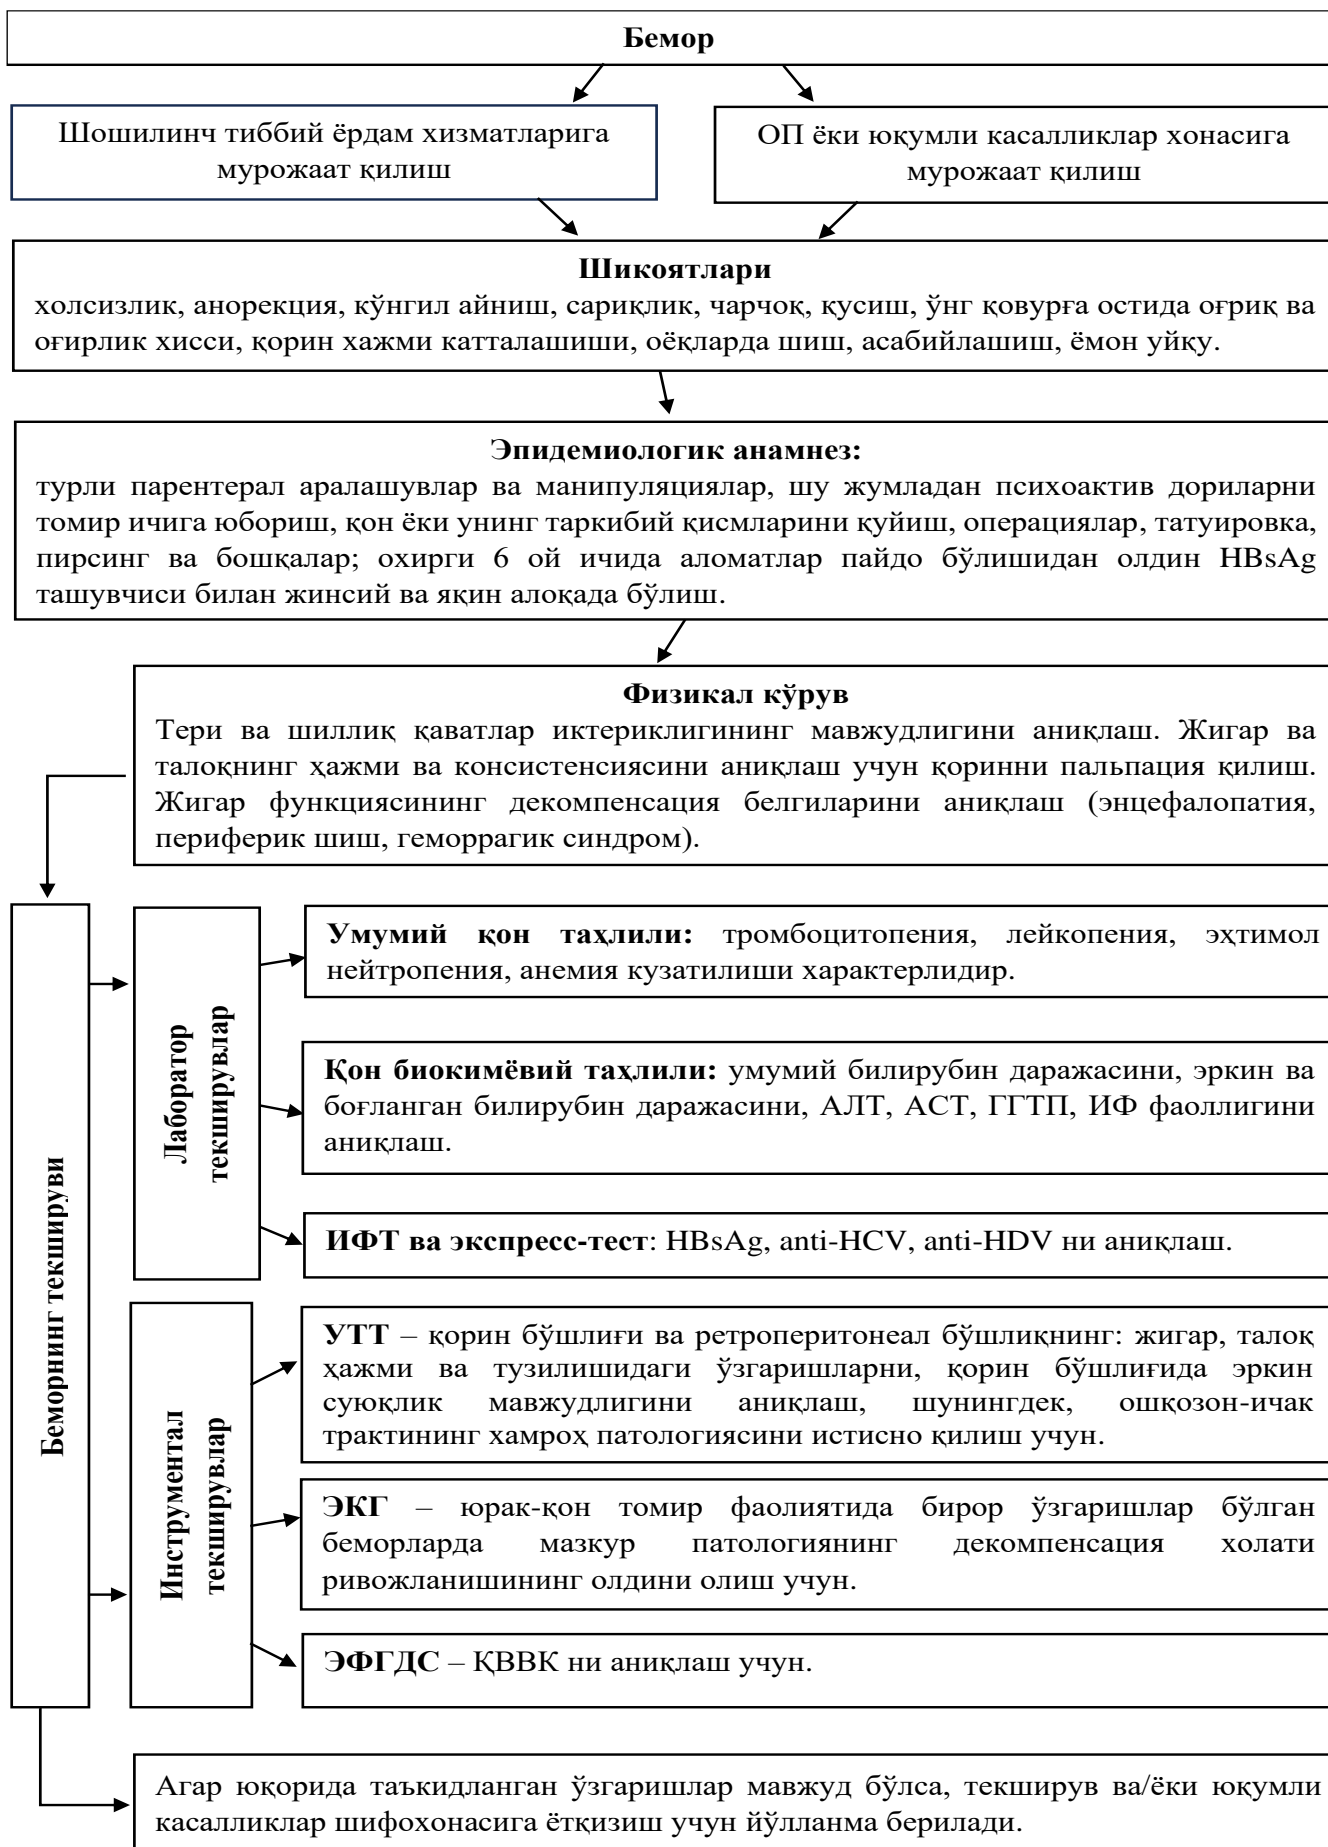 Бемор
Шошилинч тиббий ёрдам хизматларига
мурожаат қилиш
ОП ёки юқумли касалликлар хонасига
мурожаат қилиш
Шикоятлари
холсизлик, анорекция, кўнгил айниш, сариқлик, чарчоқ, қусиш, ўнг қовурға остида оғриқ ва
оғирлик хисси, қорин хажми катталашиши, оёқларда шиш, асабийлашиш, ёмон уйқу.
Эпидемиологик анамнез:
турли парентерал аралашувлар ва манипуляциялар, шу жумладан психоактив дориларни
томир ичига юбориш, қон ёки унинг таркибий қисмларини қуйиш, операциялар, татуировка,
пирсинг ва бошқалар; охирги 6 ой ичида аломатлар пайдо бўлишидан олдин HBsAg
ташувчиси билан жинсий ва яқин алоқада бўлиш.
Физикал кўрув
Тери ва шиллиқ қаватлар иктериклигининг мавжудлигини аниқлаш. Жигар ва
талоқнинг ҳажми ва консистенсиясини аниқлаш учун қоринни пальпация қилиш.
Жигар функциясининг декомпенсация белгиларини аниқлаш (энцефалопатия,
периферик шиш, геморрагик синдром).
Беморнинг текшируви
Лаборатор
текширувлар
Умумий қон таҳлили: тромбоцитопения, лейкопения, эҳтимол
нейтропения, анемия кузатилиши характерлидир.
Қон биокимёвий таҳлили: умумий билирубин даражасини, эркин ва
боғланган билирубин даражасини, АЛТ, АСТ, ГГТП, ИФ фаоллигини
аниқлаш.
ИФТ ва экспресс-тест: HBsAg, anti-HCV, anti-HDV ни аниқлаш.
Инструментал
текширувлар
УТТ – қорин бўшлиғи ва ретроперитонеал бўшлиқнинг: жигар, талоқ
ҳажми ва тузилишидаги ўзгаришларни, қорин бўшлиғида эркин
суюқлик мавжудлигини аниқлаш, шунингдек, ошқозон-ичак
трактининг хамроҳ патологиясини истисно қилиш учун.
ЭКГ – юрак-қон томир фаолиятида бирор ўзгаришлар бўлган
беморларда мазкур патологиянинг декомпенсация холати
ривожланишининг олдини олиш учун.
ЭФГДС – ҚВВК ни аниқлаш учун.
Агар юқорида таъкидланган ўзгаришлар мавжуд бўлса, текширув ва/ёки юқумли
касалликлар шифохонасига ётқизиш учун йўлланма берилади.